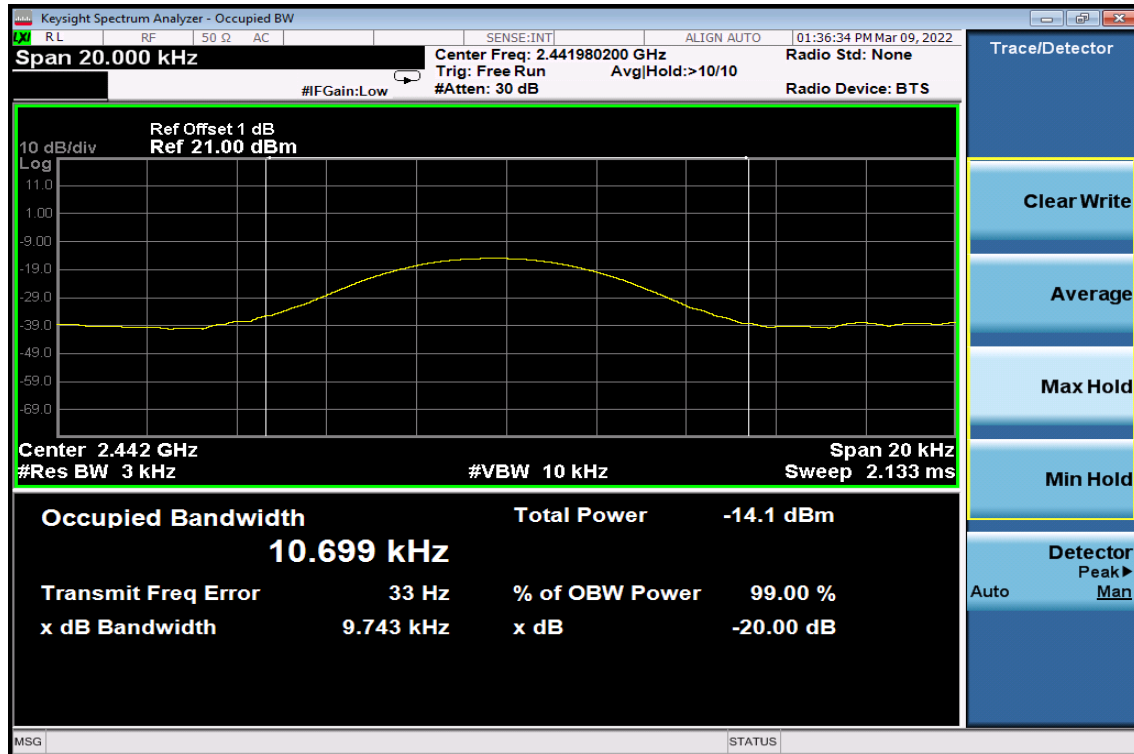 Keysight Spectrum Analyzer - Occupied BW
LXI RL RF 50 Ω AC SENSE:INT ALIGN AUTO 01:36:34 PM Mar 09, 2022
Span 20.000 kHz
Center Freq: 2.441980200 GHz Radio Std: None
Trig: Free Run Avg|Hold:>10/10
#IFGain:Low #Atten: 30 dB Radio Device: BTS
Trace/Detector
Ref Offset 1 dB
10 dB/div Ref 21.00 dBm
Log
11.0
1.00
-9.00
-19.0
-29.0
-39.0
-49.0
-59.0
-69.0
Center 2.442 GHz Span 20 kHz
#Res BW 3 kHz #VBW 10 kHz Sweep 2.133 ms
Occupied Bandwidth Total Power -14.1 dBm
10.699 kHz
Transmit Freq Error 33 Hz % of OBW Power 99.00 %
x dB Bandwidth 9.743 kHz x dB -20.00 dB
Clear Write
Average
Max Hold
Min Hold
Detector
Peak▶
Auto Man
MSG STATUS